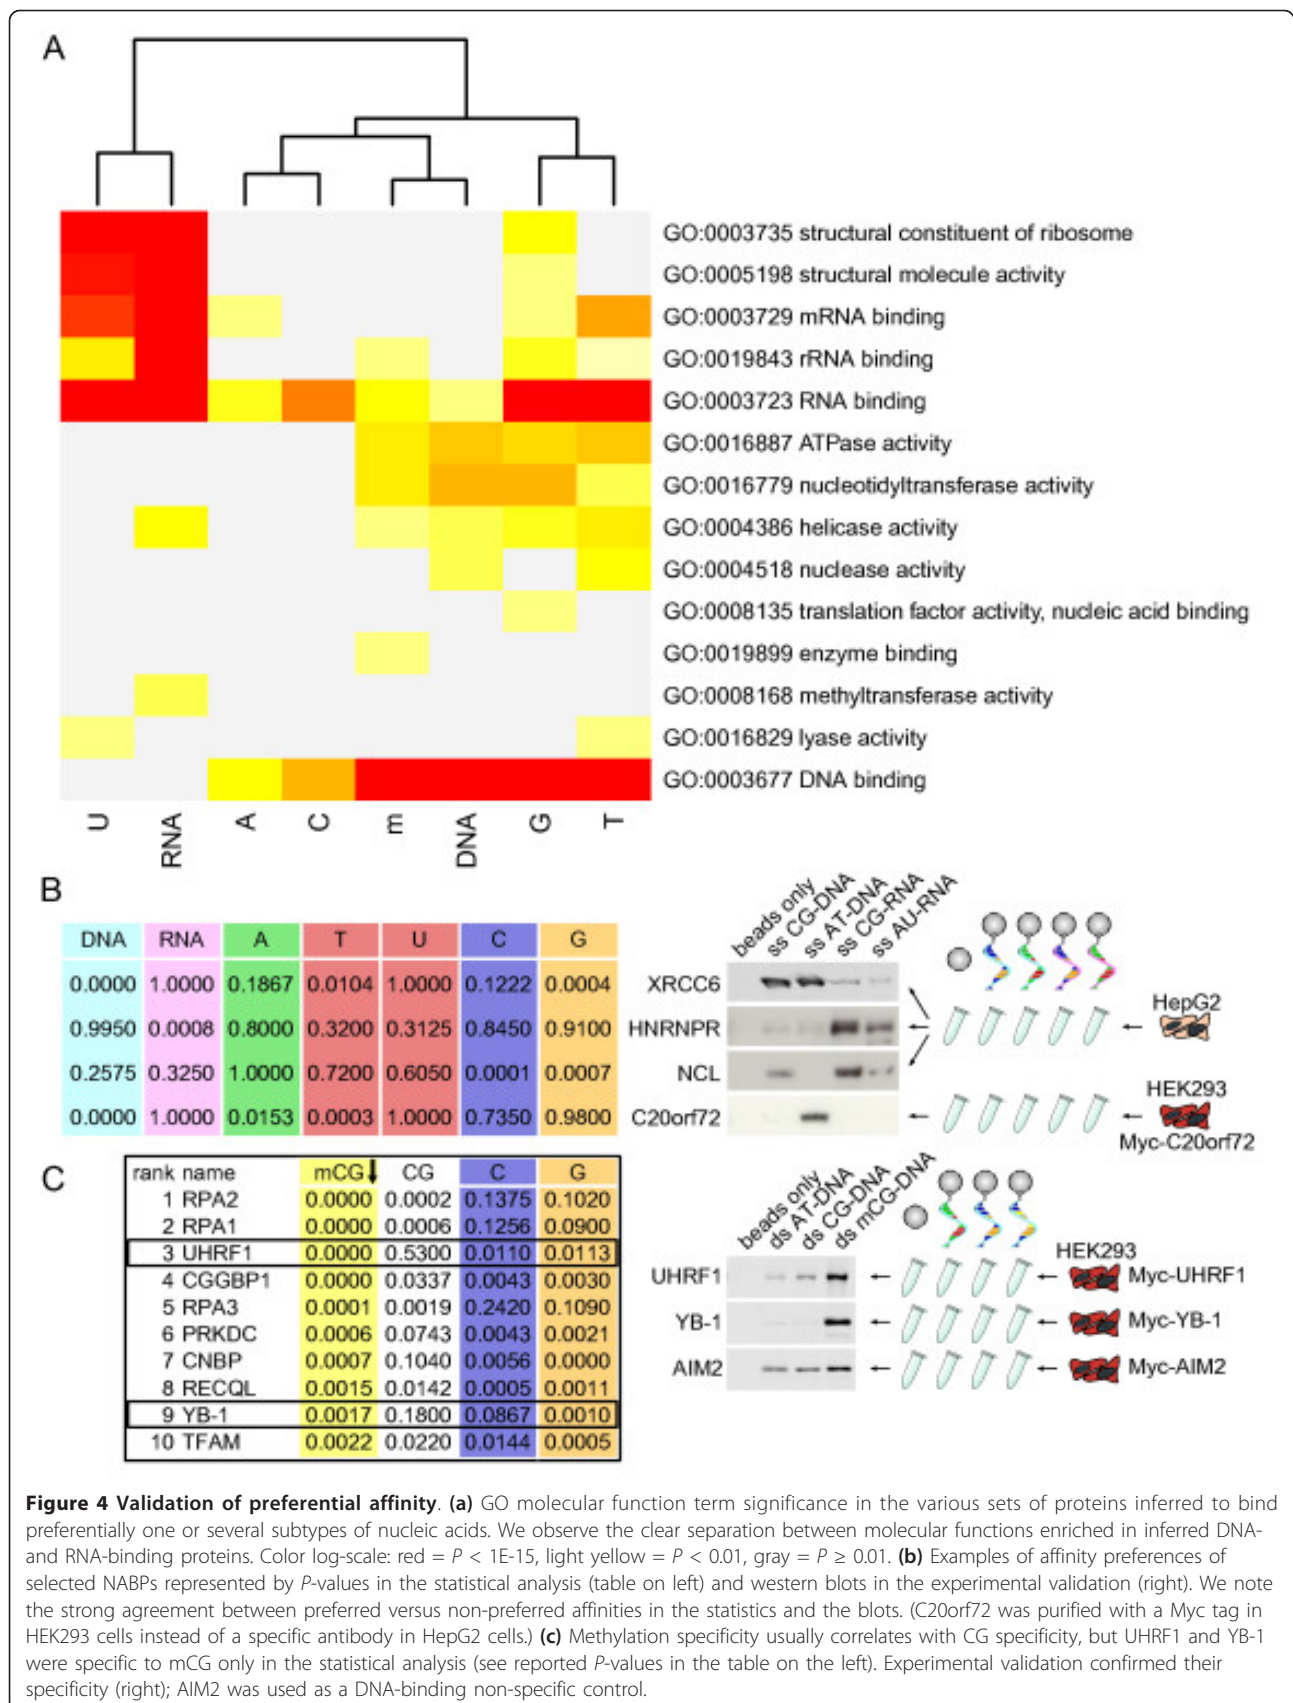 A
GO:0003735 structural constituent of ribosome
GO:0005198 structural molecule activity
GO:0003729 mRNA binding
GO:0019843 rRNA binding
GO:0003723 RNA binding
GO:0016887 ATPase activity
GO:0016779 nucleotidyltransferase activity
GO:0004386 helicase activity
GO:0004518 nuclease activity
GO:0008135 translation factor activity, nucleic acid binding
GO:0019899 enzyme binding
GO:0008168 methyltransferase activity
GO:0016829 lyase activity
GO:0003677 DNA binding
U RNA A C m DNA G T
B
DNA RNA A T U C G
0.0000 1.0000 0.1867 0.0104 1.0000 0.1222 0.0004
0.9950 0.0008 0.8000 0.3200 0.3125 0.8450 0.9100
0.2575 0.3250 1.0000 0.7200 0.6050 0.0001 0.0007
0.0000 1.0000 0.0153 0.0003 1.0000 0.7350 0.9800
beads only
ss CG-DNA
ss AT-DNA
ss CG-RNA
ss AU-RNA
XRCC6
HNRNPR
NCL
C20orf72
HepG2
HEK293
Myc-C20orf72
C
rank name mCG CG C G
1 RPA2 0.0000 0.0002 0.1375 0.1020
2 RPA1 0.0000 0.0006 0.1256 0.0900
3 UHRF1 0.0000 0.5300 0.0110 0.0113
4 CGGBP1 0.0000 0.0337 0.0043 0.0030
5 RPA3 0.0001 0.0019 0.2420 0.1090
6 PRKDC 0.0006 0.0743 0.0043 0.0021
7 CNBP 0.0007 0.1040 0.0056 0.0000
8 RECQL 0.0015 0.0142 0.0005 0.0011
9 YB-1 0.0017 0.1800 0.0867 0.0010
10 TFAM 0.0022 0.0220 0.0144 0.0005
beads only
ds AT-DNA
ds CG-DNA
ds mCG-DNA
UHRF1
YB-1
AIM2
HEK293
Myc-UHRF1
Myc-YB-1
Myc-AIM2
Figure 4 Validation of preferential affinity. (a) GO molecular function term significance in the various sets of proteins inferred to bind
preferentially one or several subtypes of nucleic acids. We observe the clear separation between molecular functions enriched in inferred DNA-
and RNA-binding proteins. Color log-scale: red = P < 1E-15, light yellow = P < 0.01, gray = P ≥ 0.01. (b) Examples of affinity preferences of
selected NABPs represented by P-values in the statistical analysis (table on left) and western blots in the experimental validation (right). We note
the strong agreement between preferred versus non-preferred affinities in the statistics and the blots. (C20orf72 was purified with a Myc tag in
HEK293 cells instead of a specific antibody in HepG2 cells.) (c) Methylation specificity usually correlates with CG specificity, but UHRF1 and YB-1
were specific to mCG only in the statistical analysis (see reported P-values in the table on the left). Experimental validation confirmed their
specificity (right); AIM2 was used as a DNA-binding non-specific control.